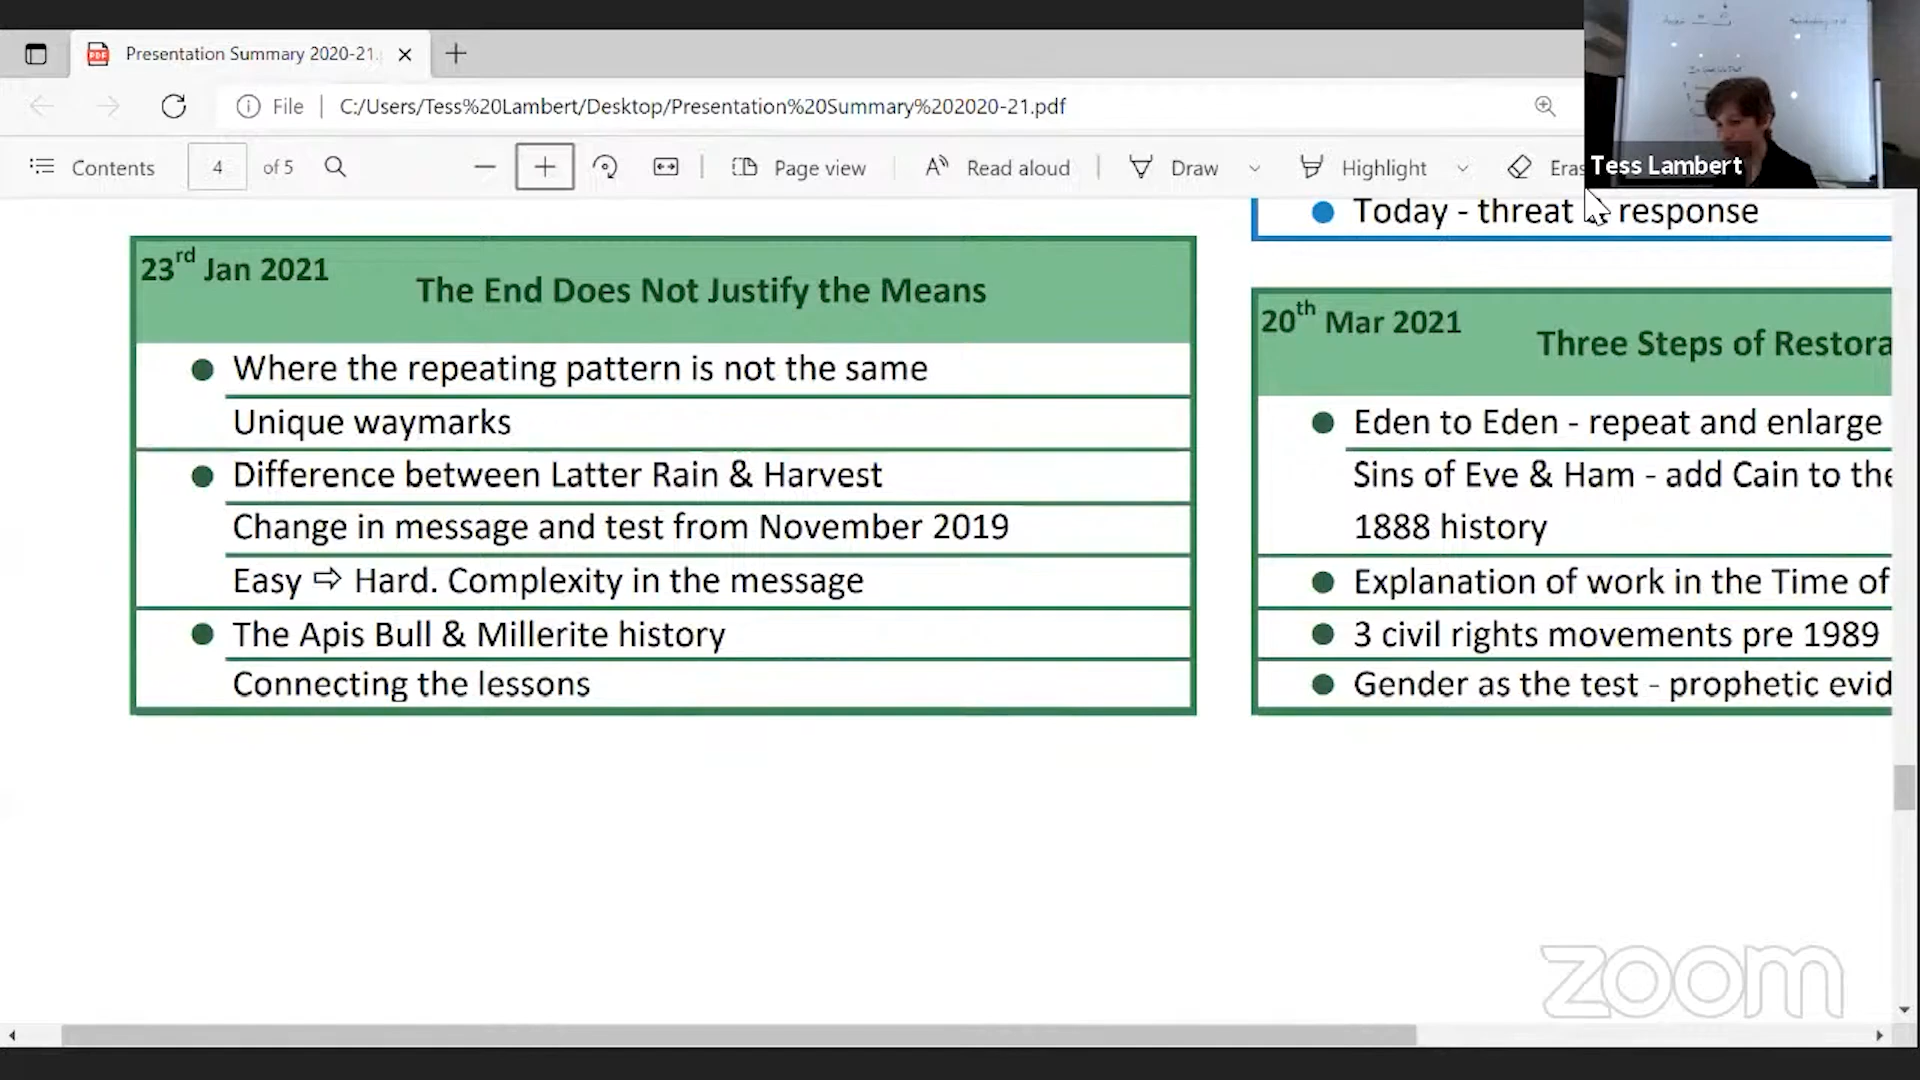 Presentation Summary 2020-21.
File
C:/Users/Tess%20Lambert/Desktop/Presentation%20Summary%202020-21.pdf
Contents
4
of 5
Page view
Read aloud
Draw
Highlight
Eras
Tess Lambert
Today - threat & response
23rd Jan 2021
The End Does Not Justify the Means
Where the repeating pattern is not the same
Unique waymarks
Difference between Latter Rain & Harvest
Change in message and test from November 2019
Easy ⇨ Hard. Complexity in the message
The Apis Bull & Millerite history
Connecting the lessons
20th Mar 2021
Three Steps of Restora
Eden to Eden - repeat and enlarge
Sins of Eve & Ham - add Cain to the
1888 history
Explanation of work in the Time of
3 civil rights movements pre 1989
Gender as the test - prophetic evid
zoom